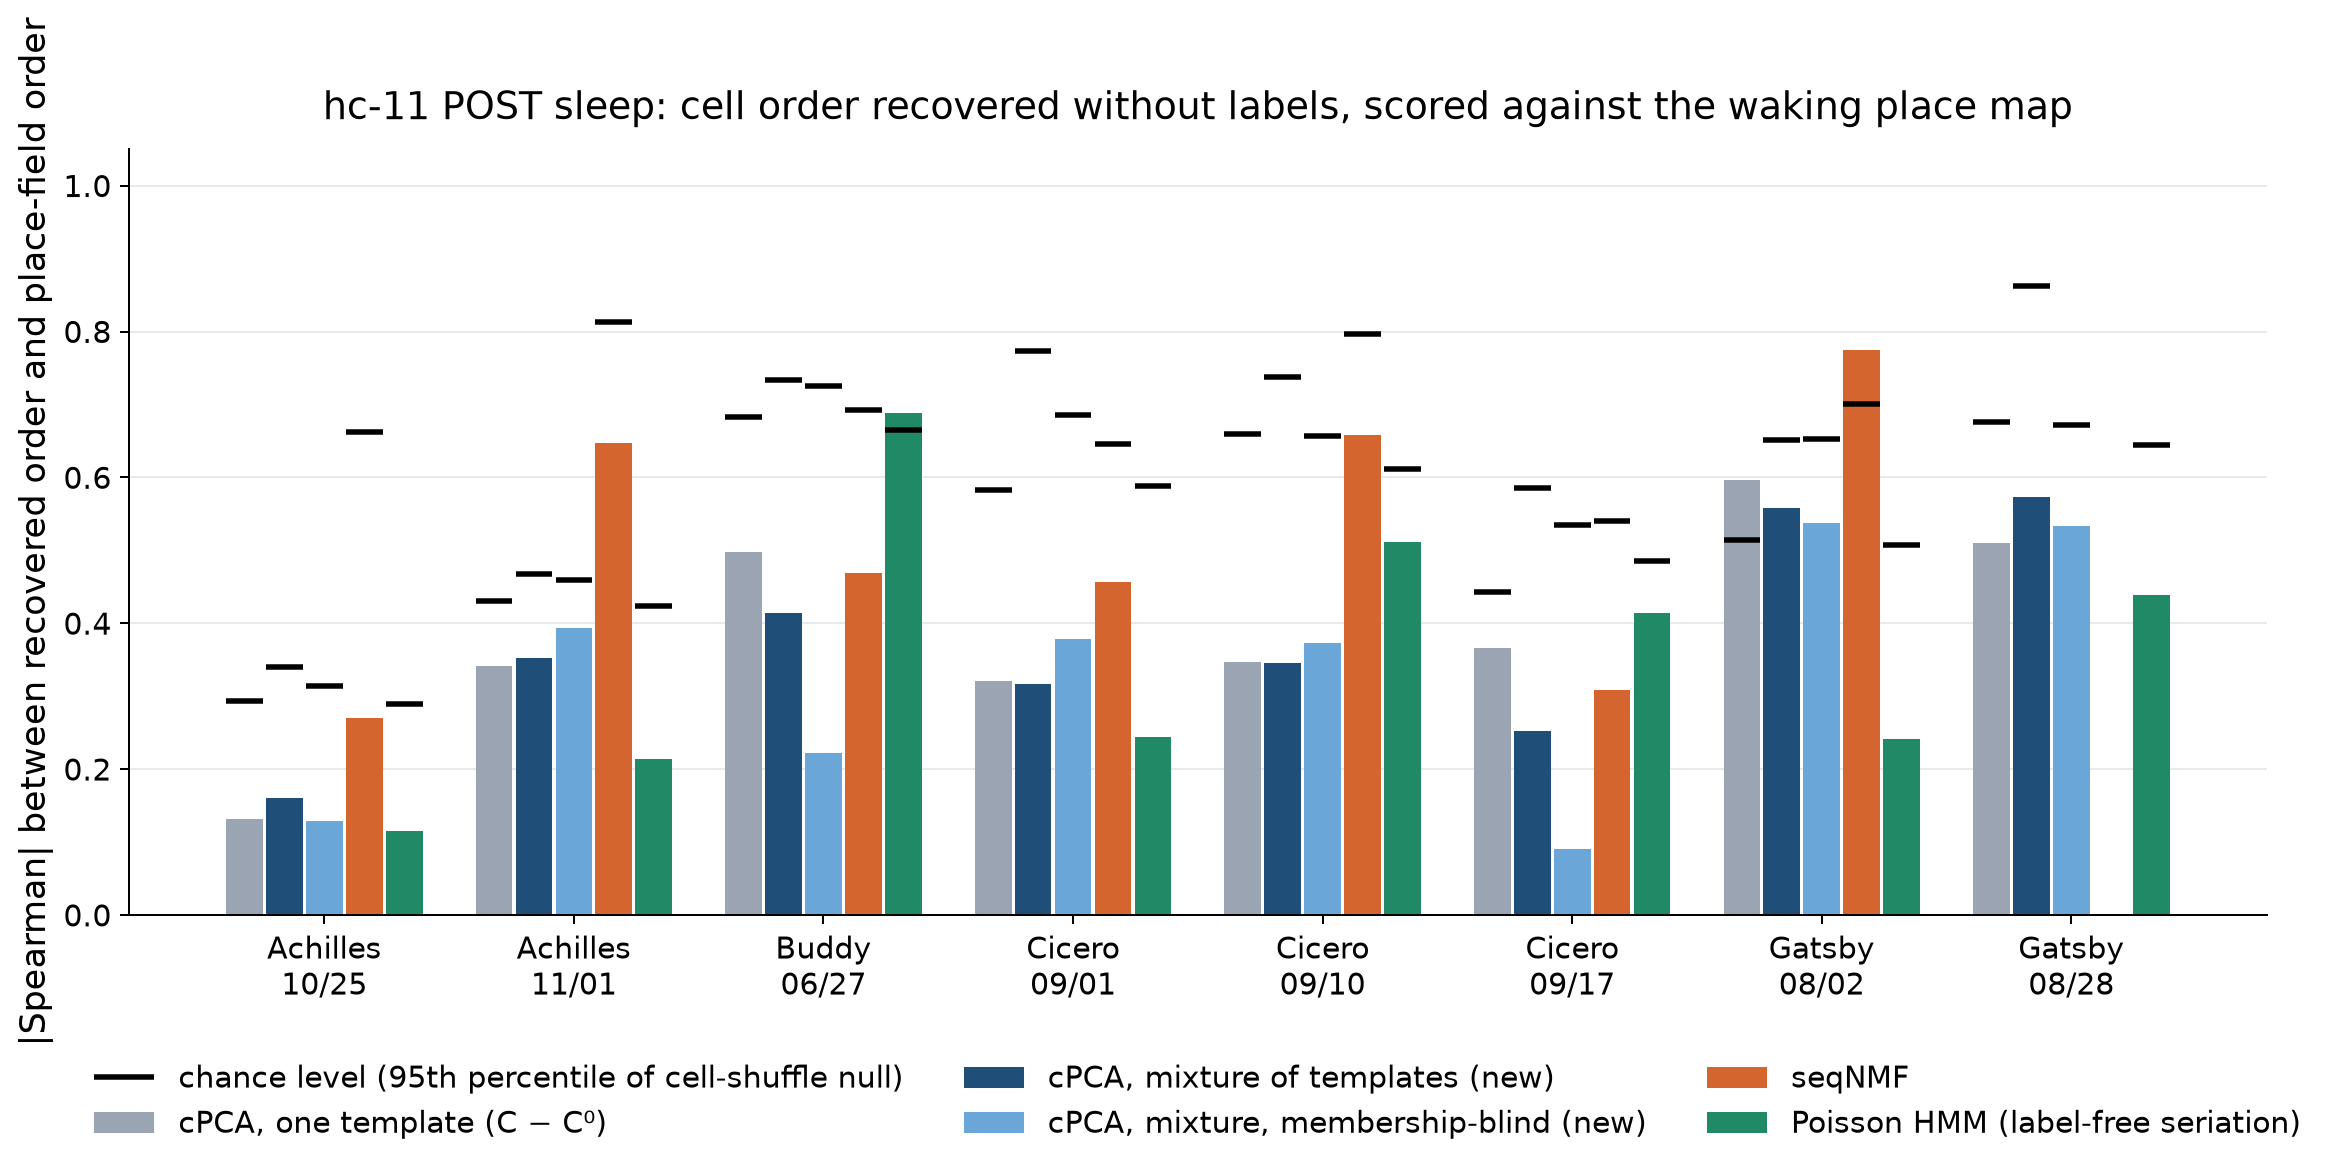 hc-11 POST sleep: cell order recovered without labels, scored against the waking place map
|Spearman| between recovered order and place-field order
1.0
0.8
0.6
0.4
0.2
0.0
Achilles
10/25
Achilles
11/01
Buddy
06/27
Cicero
09/01
Cicero
09/10
Cicero
09/17
Gatsby
08/02
Gatsby
08/28
chance level (95th percentile of cell-shuffle null)
cPCA, one template (C − C⁰)
cPCA, mixture of templates (new)
cPCA, mixture, membership-blind (new)
seqNMF
Poisson HMM (label-free seriation)